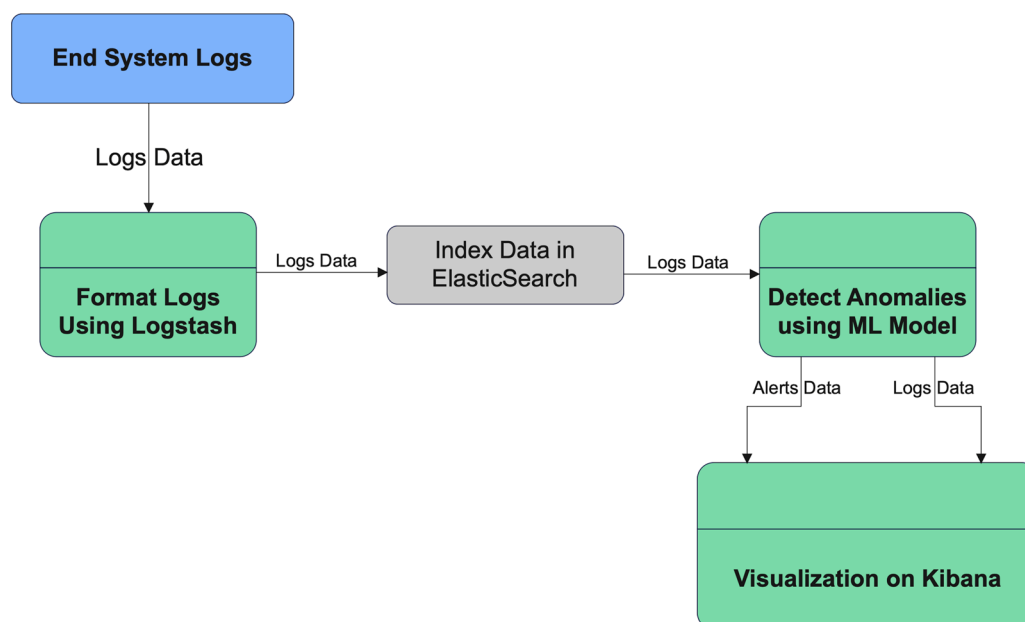 End System Logs
Logs Data
Format Logs
Using Logstash
Logs Data
Index Data in
ElasticSearch
Logs Data
Detect Anomalies
using ML Model
Alerts Data
Logs Data
Visualization on Kibana